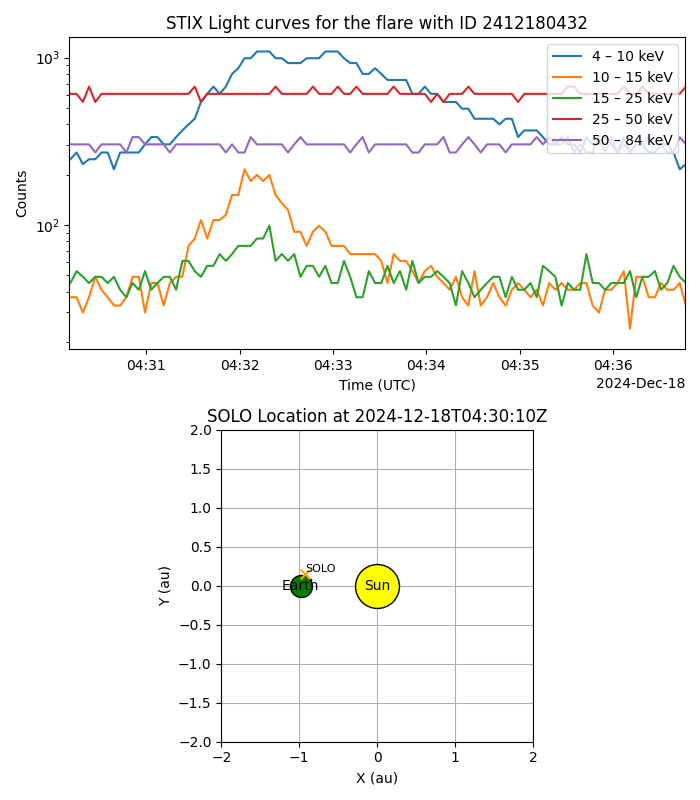 STIX Light curves for the flare with ID 2412180432
10³
10²
Counts
4 – 10 keV
10 – 15 keV
15 – 25 keV
25 – 50 keV
50 – 84 keV
04:31 04:32 04:33 04:34 04:35 04:36
Time (UTC)
2024-Dec-18
SOLO Location at 2024-12-18T04:30:10Z
2.0
1.5
1.0
0.5
0.0
−0.5
−1.0
−1.5
−2.0
Y (au)
SOLO
Earth
Sun
−2 −1 0 1 2
X (au)